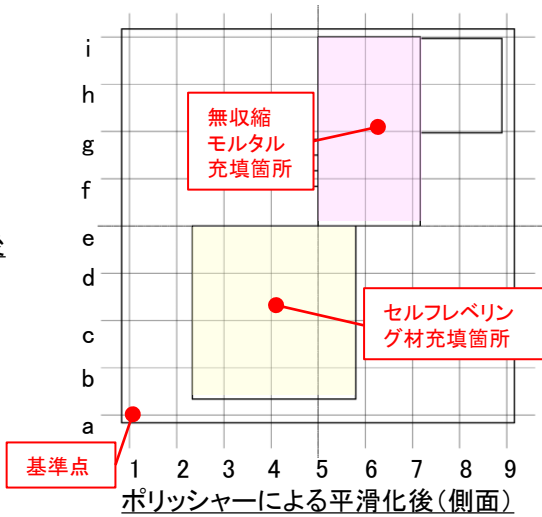 i
h
g
f
e
d
c
b
a
無収縮
モルタル
充填箇所
セルフレベリン
グ材充填箇所
基準点
1 2 3 4 5 6 7 8 9
ポリッシャーによる平滑化後(側面)